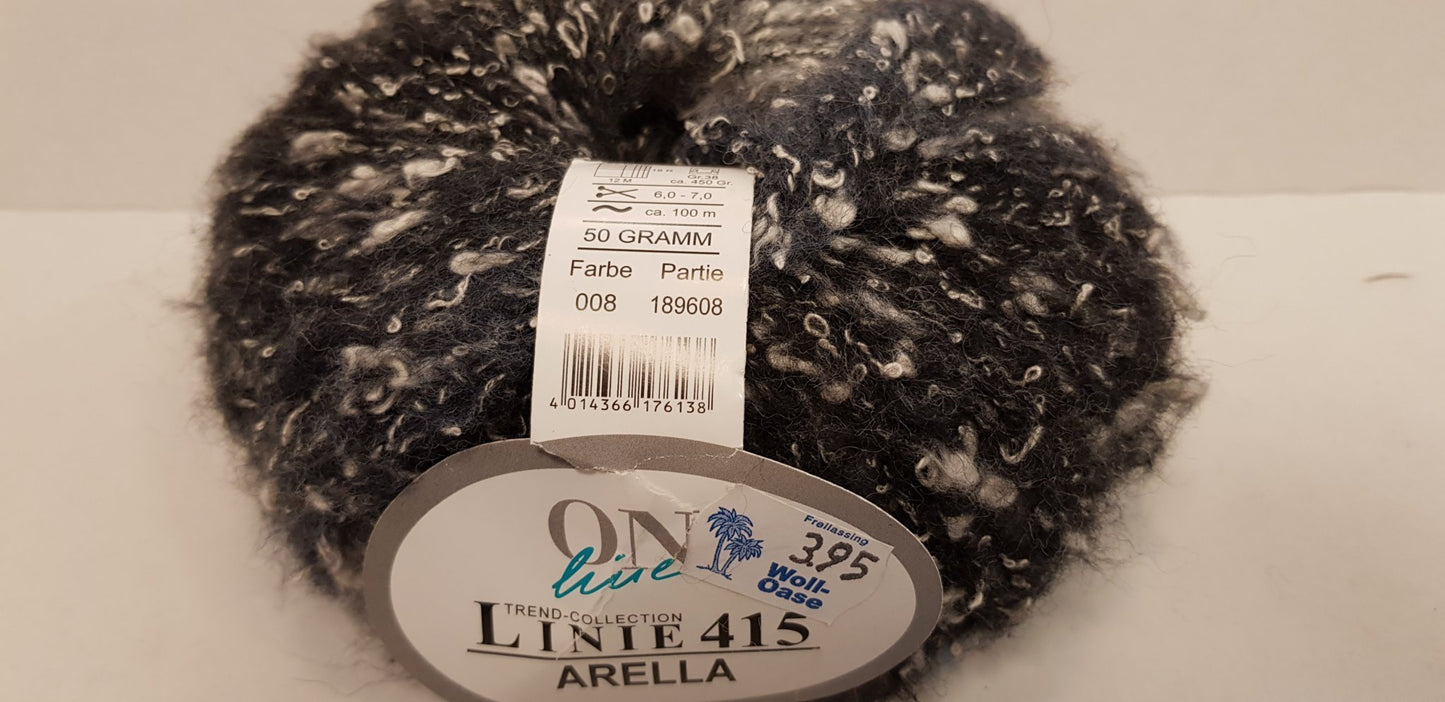 12 M 18 R Gr.38
ca. 450 Gr.
6,0 - 7,0
ca. 100 m
50 GRAMM
Farbe Partie
008 189608
4 014366 176138
ON
line
TREND-COLLECTION
LINIE 415
ARELLA
Freilassing
3.95
Woll-
Oase